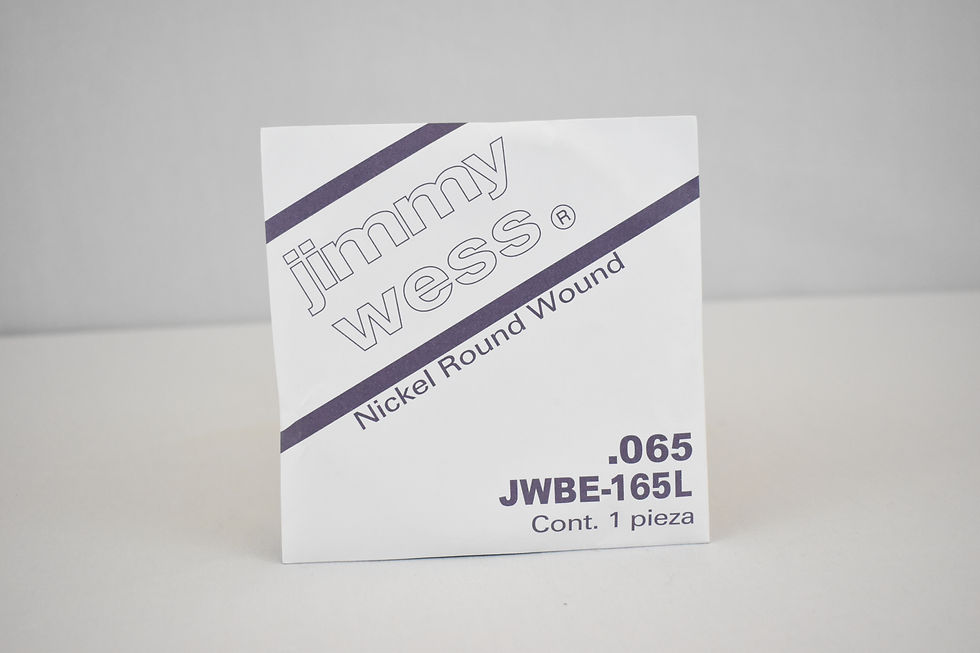 jimmy
wess ®
Nickel Round Wound
.065
JWBE-165L
Cont. 1 pieza